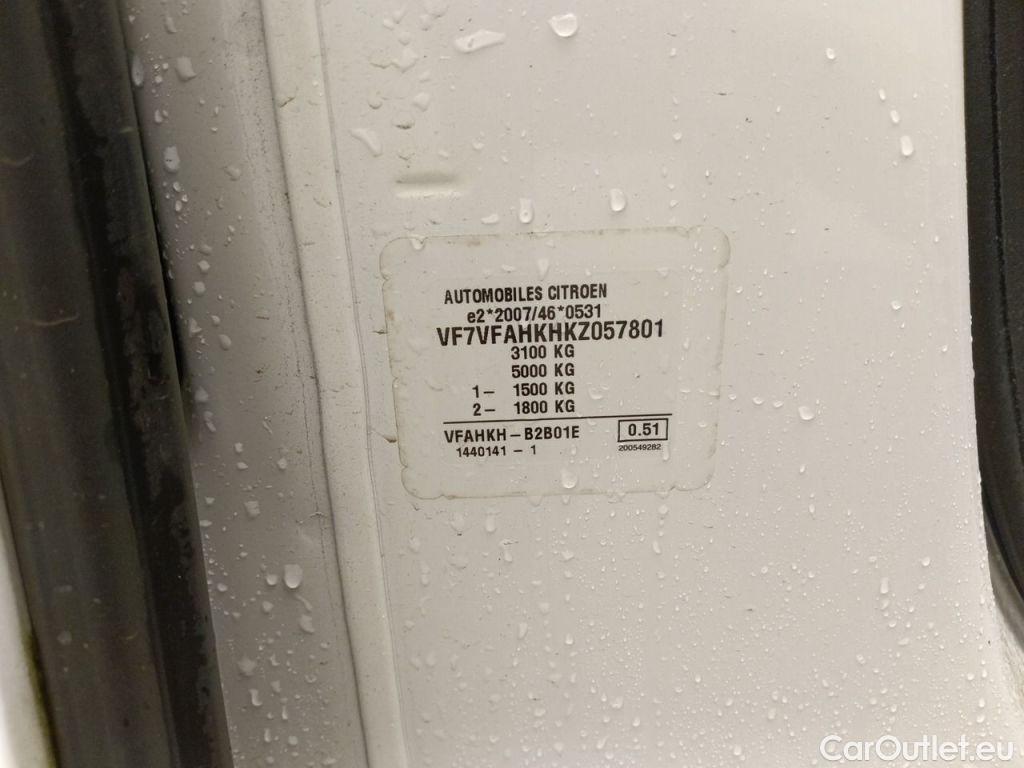 AUTOMOBILES CITROEN
e2*2007/46*0531
VF7VFAHKHKZ057801
3100 KG
5000 KG
1- 1500 KG
2- 1800 KG
VFAHKH-B2B01E 0.51
1440141-1 200549282
CarOutlet.eu